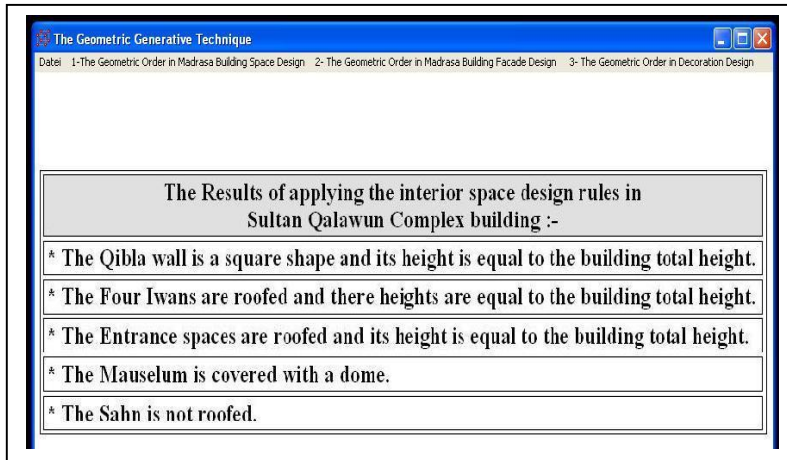 The Geometric Generative Technique
Datei 1-The Geometric Order in Madrasa Building Space Design 2- The Geometric Order in Madrasa Building Facade Design 3- The Geometric Order in Decoration Design
The Results of applying the interior space design rules in
Sultan Qalawun Complex building :-
* The Qibla wall is a square shape and its height is equal to the building total height.
* The Four Iwans are roofed and there heights are equal to the building total height.
* The Entrance spaces are roofed and its height is equal to the building total height.
* The Mauselum is covered with a dome.
* The Sahn is not roofed.